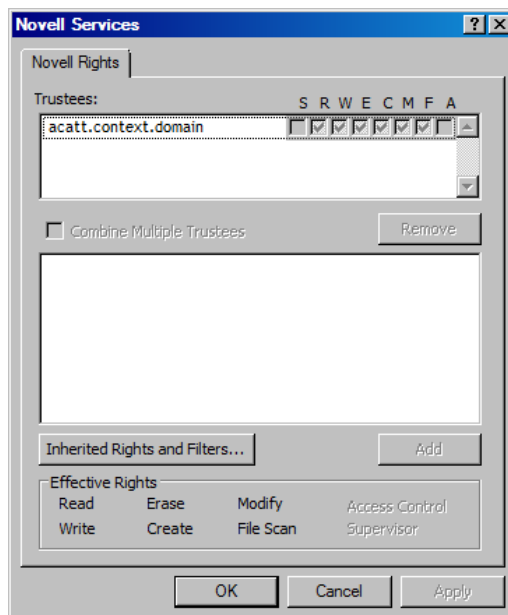 Novell Services
Novell Rights
Trustees: S R W E C M F A
acatt.context.domain
Combine Multiple Trustees Remove
Inherited Rights and Filters... Add
Effective Rights
Read Erase Modify Access Control
Write Create File Scan Supervisor
OK Cancel Apply